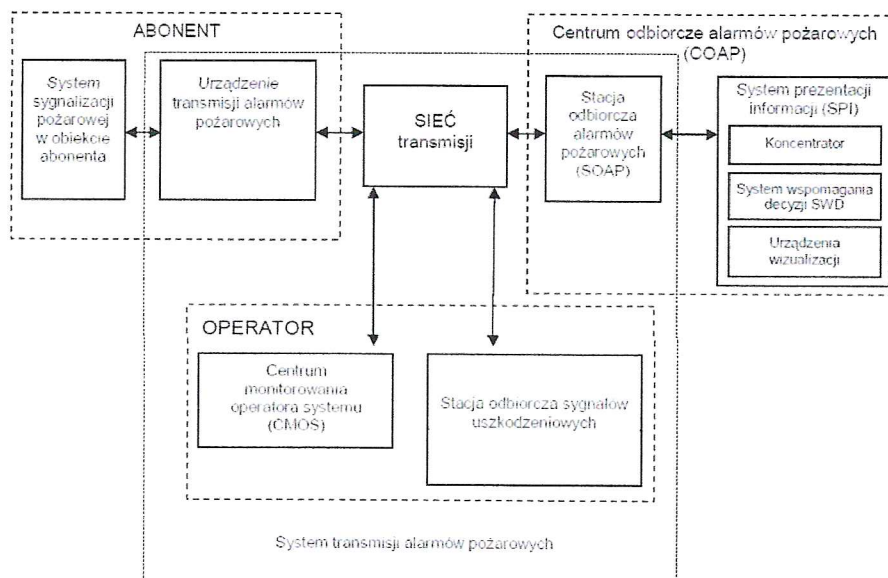 ABONENT
System
sygnalizacji
pożarowej
w obiekcie
abonenta
Urządzenie
transmisji alarmów
pożarowych
SIEĆ
transmisji
Centrum odbiorcze alarmów pożarowych
(COAP)
Stacja
odbiorcza
alarmów
pożarowych
(SOAP)
System prezentacji
informacji (SPI)
Koncentrator
System wspomagania
decyzji SWD
Urządzenia
wizualizacji
OPERATOR
Centrum
monitorowania
operatora systemu
(CMOS)
Stacja odbiorcza sygnałów
uszkodzeniowych
System transmisji alarmów pożarowych